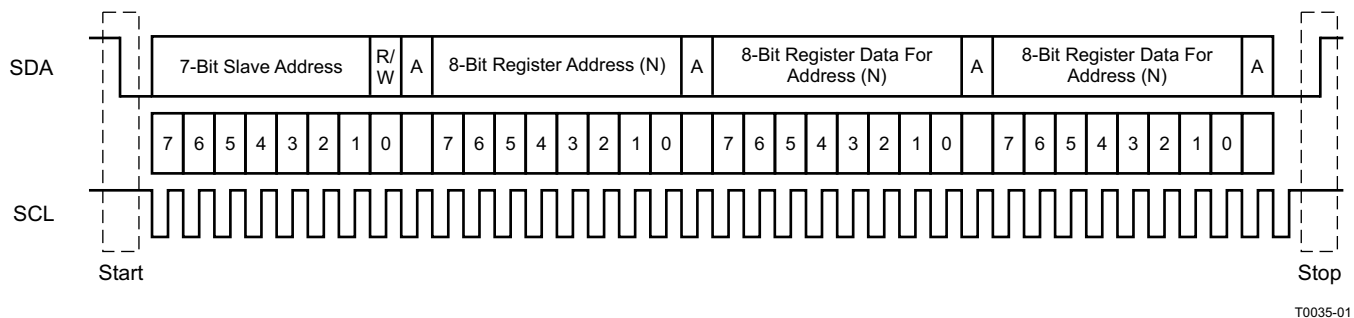 SDA
7-Bit Slave Address
R/
W
A
8-Bit Register Address (N)
A
8-Bit Register Data For
Address (N)
A
8-Bit Register Data For
Address (N)
A
7 6 5 4 3 2 1 0 7 6 5 4 3 2 1 0 7 6 5 4 3 2 1 0 7 6 5 4 3 2 1 0
SCL
Start
Stop
T0035-01